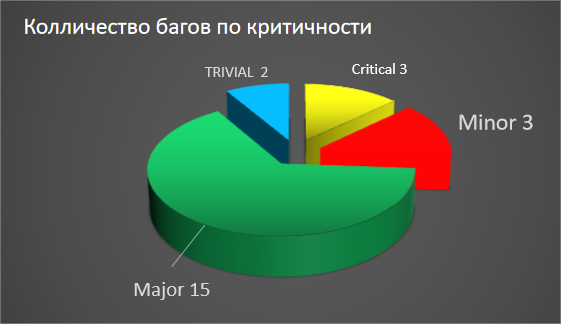 Колличество багов по критичности
TRIVIAL 2
Critical 3
Minor 3
Major 15